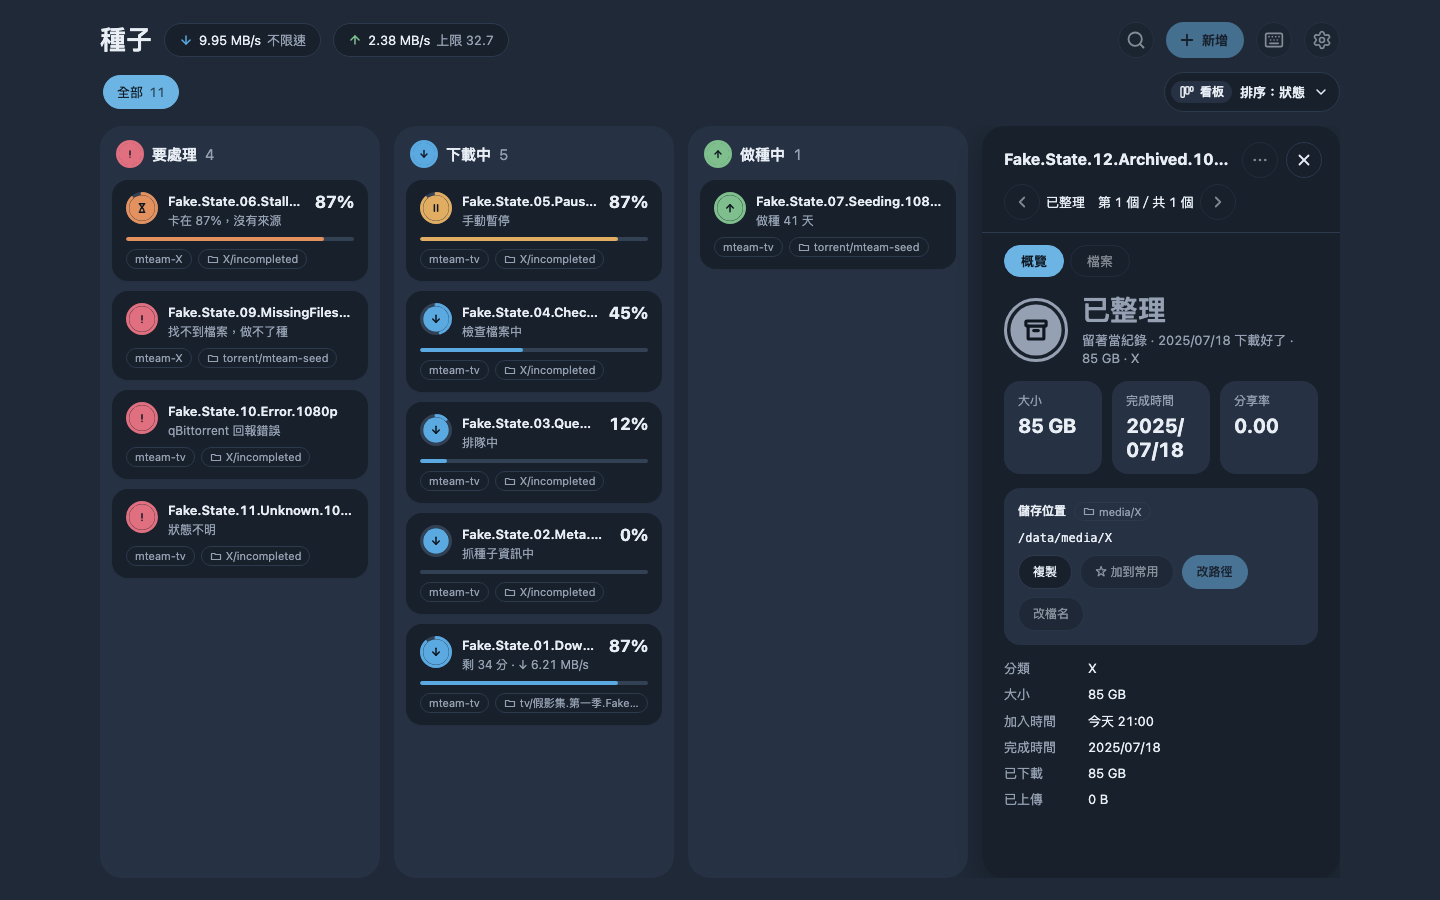 種子
9.95 MB/s 不限速
2.38 MB/s 上限 32.7
新增
全部 11
看板
排序：狀態
要處理 4
Fake.State.06.Stall... 87%
卡在 87%，沒有來源
mteam-X X/incompleted
Fake.State.09.MissingFiles...
找不到檔案，做不了種
mteam-X torrent/mteam-seed
Fake.State.10.Error.1080p
qBittorrent 回報錯誤
mteam-tv X/incompleted
Fake.State.11.Unknown.10...
狀態不明
mteam-tv X/incompleted
下載中 5
Fake.State.05.Paus... 87%
手動暫停
mteam-tv X/incompleted
Fake.State.04.Chec... 45%
檢查檔案中
mteam-tv X/incompleted
Fake.State.03.Que... 12%
排隊中
mteam-tv X/incompleted
Fake.State.02.Meta.... 0%
抓種子資訊中
mteam-tv X/incompleted
Fake.State.01.Dow... 87%
剩 34 分 · ↓ 6.21 MB/s
mteam-tv tv/假影集.第一季.Fake...
做種中 1
Fake.State.07.Seeding.108...
做種 41 天
mteam-tv torrent/mteam-seed
Fake.State.12.Archived.10...
已整理 第 1 個 / 共 1 個
概覽 檔案
已整理
留著當紀錄 · 2025/07/18 下載好了 ·
85 GB · X
大小
85 GB
完成時間
2025/
07/18
分享率
0.00
儲存位置 media/X
/data/media/X
複製 ☆ 加到常用 改路徑
改檔名
分類 X
大小 85 GB
加入時間 今天 21:00
完成時間 2025/07/18
已下載 85 GB
已上傳 0 B